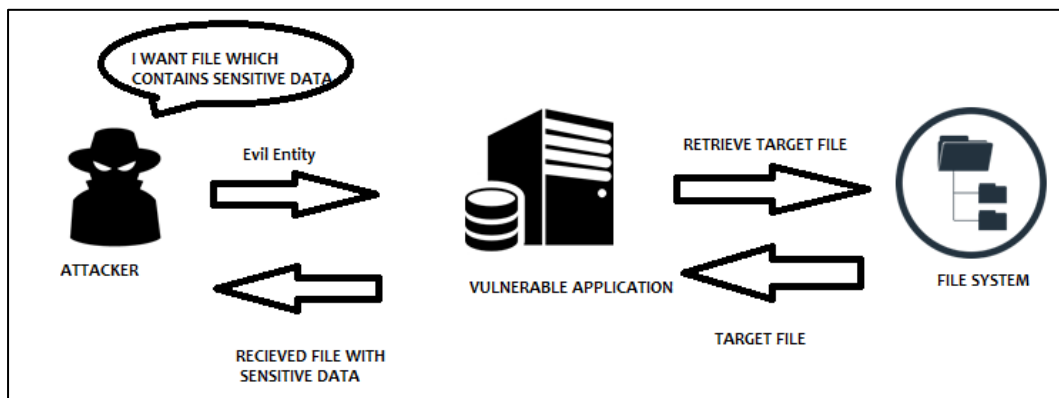 I WANT FILE WHICH
CONTAINS SENSITIVE DATA
Evil Entity
RETRIEVE TARGET FILE
ATTACKER
VULNERABLE APPLICATION
FILE SYSTEM
RECIEVED FILE WITH
SENSITIVE DATA
TARGET FILE